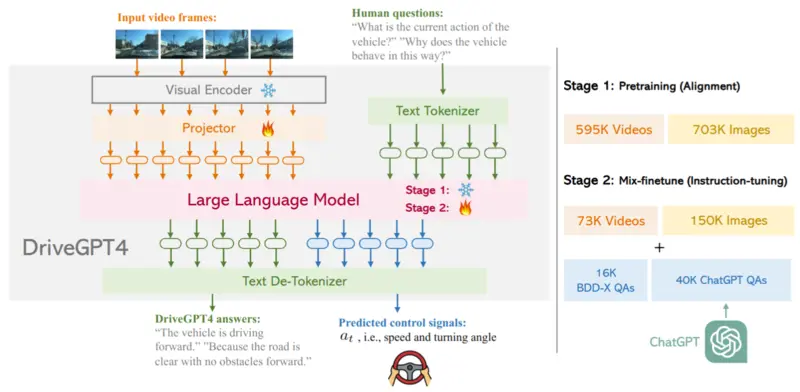 Input video frames:
Human questions:
“What is the current action of the
vehicle?” ”Why does the vehicle
behave in this way?”
Visual Encoder
Projector
Text Tokenizer
Large Language Model
Stage 1:
Stage 2:
DriveGPT4
Text De-Tokenizer
DriveGPT4 answers:
“The vehicle is driving
forward.” ”Because the road is
clear with no obstacles forward.”
Predicted control signals:
at , i.e., speed and turning angle
Stage 1: Pretraining (Alignment)
595K Videos
703K Images
Stage 2: Mix-finetune (Instruction-tuning)
73K Videos
150K Images
+
16K
BDD-X QAs
40K ChatGPT QAs
ChatGPT